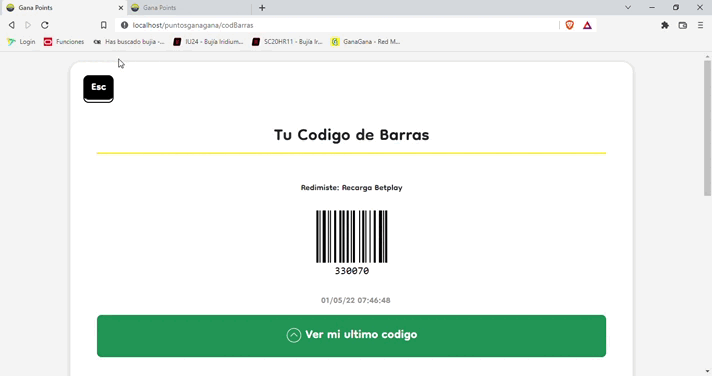 Gana Points
Gana Points
localhost/puntosganagana/codBarras
Login
Funciones
Has buscado bujia -...
IU24 - Bujía Iridium...
SC20HR11 - Bujía Ir...
GanaGana - Red M...
Esc
Tu Codigo de Barras
Redimiste: Recarga Betplay
330070
01/05/22 07:46:48
Ver mi ultimo codigo